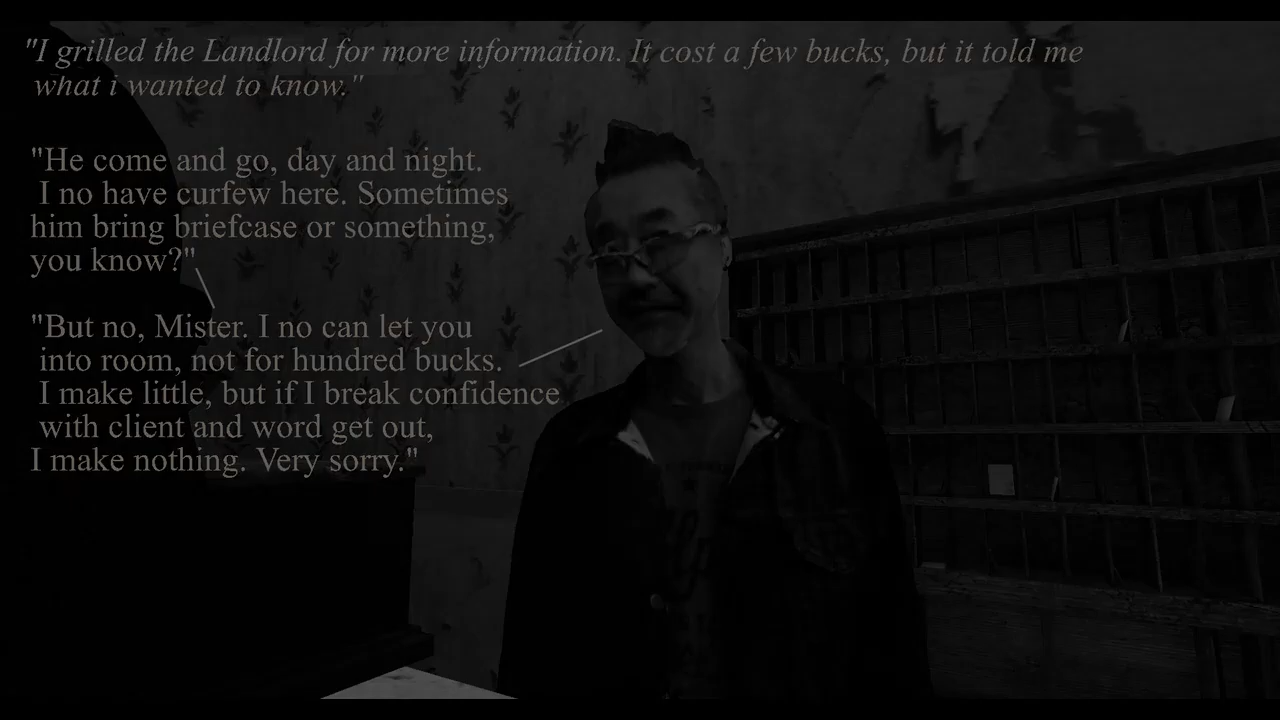 "I grilled the Landlord for more information. It cost a few bucks, but it told me
what i wanted to know."
"He come and go, day and night.
I no have curfew here. Sometimes
him bring briefcase or something,
you know?"
"But no, Mister. I no can let you
into room, not for hundred bucks.
I make little, but if I break confidence
with client and word get out,
I make nothing. Very sorry."